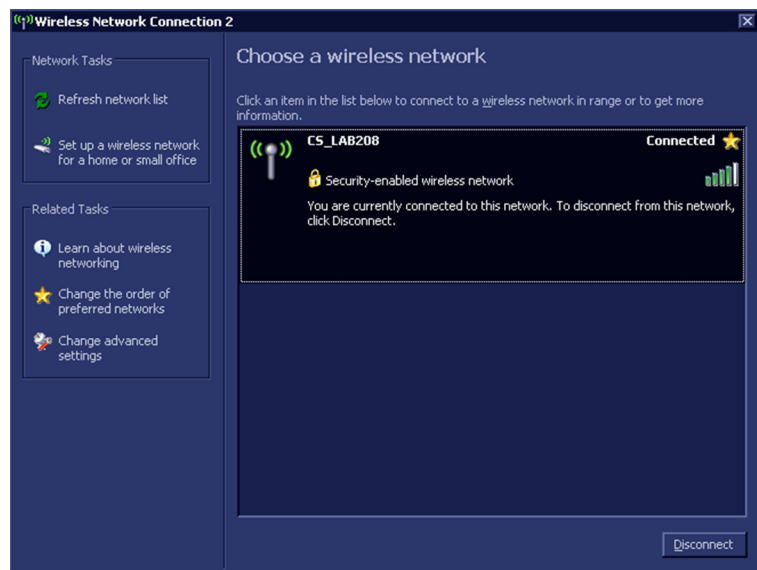 Wireless Network Connection 2
Network Tasks
Refresh network list
Set up a wireless network
for a home or small office
Related Tasks
Learn about wireless
networking
Change the order of
preferred networks
Change advanced
settings
Choose a wireless network
Click an item in the list below to connect to a wireless network in range or to get more
information.
CS_LAB208
Connected
Security-enabled wireless network
You are currently connected to this network. To disconnect from this network,
click Disconnect.
Disconnect